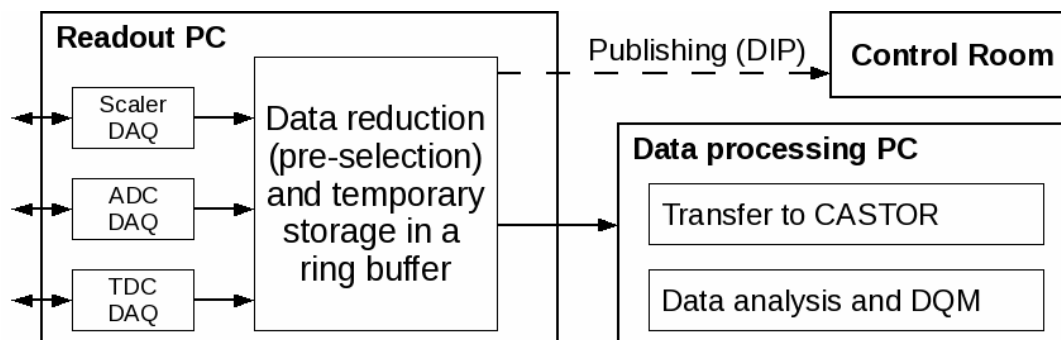 Readout PC
Scaler
DAQ
ADC
DAQ
TDC
DAQ
Data reduction
(pre-selection)
and temporary
storage in a
ring buffer
Publishing (DIP)
Control Room
Data processing PC
Transfer to CASTOR
Data analysis and DQM